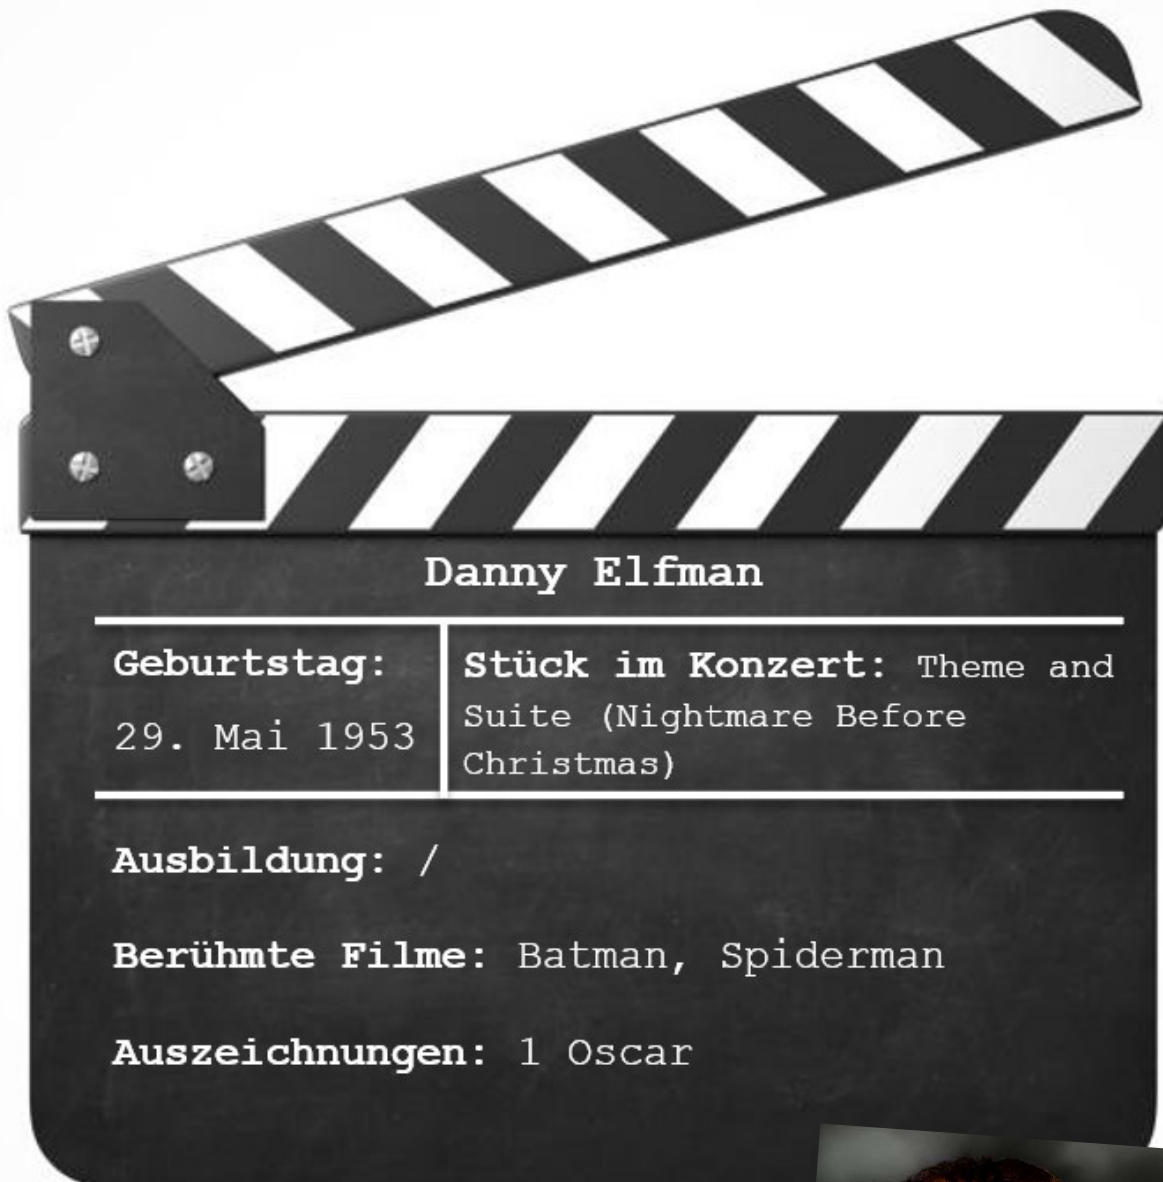 Danny Elfman
Geburtstag:
29. Mai 1953
Stück im Konzert: Theme and
Suite (Nightmare Before
Christmas)
Ausbildung: /
Berühmte Filme: Batman, Spiderman
Auszeichnungen: 1 Oscar